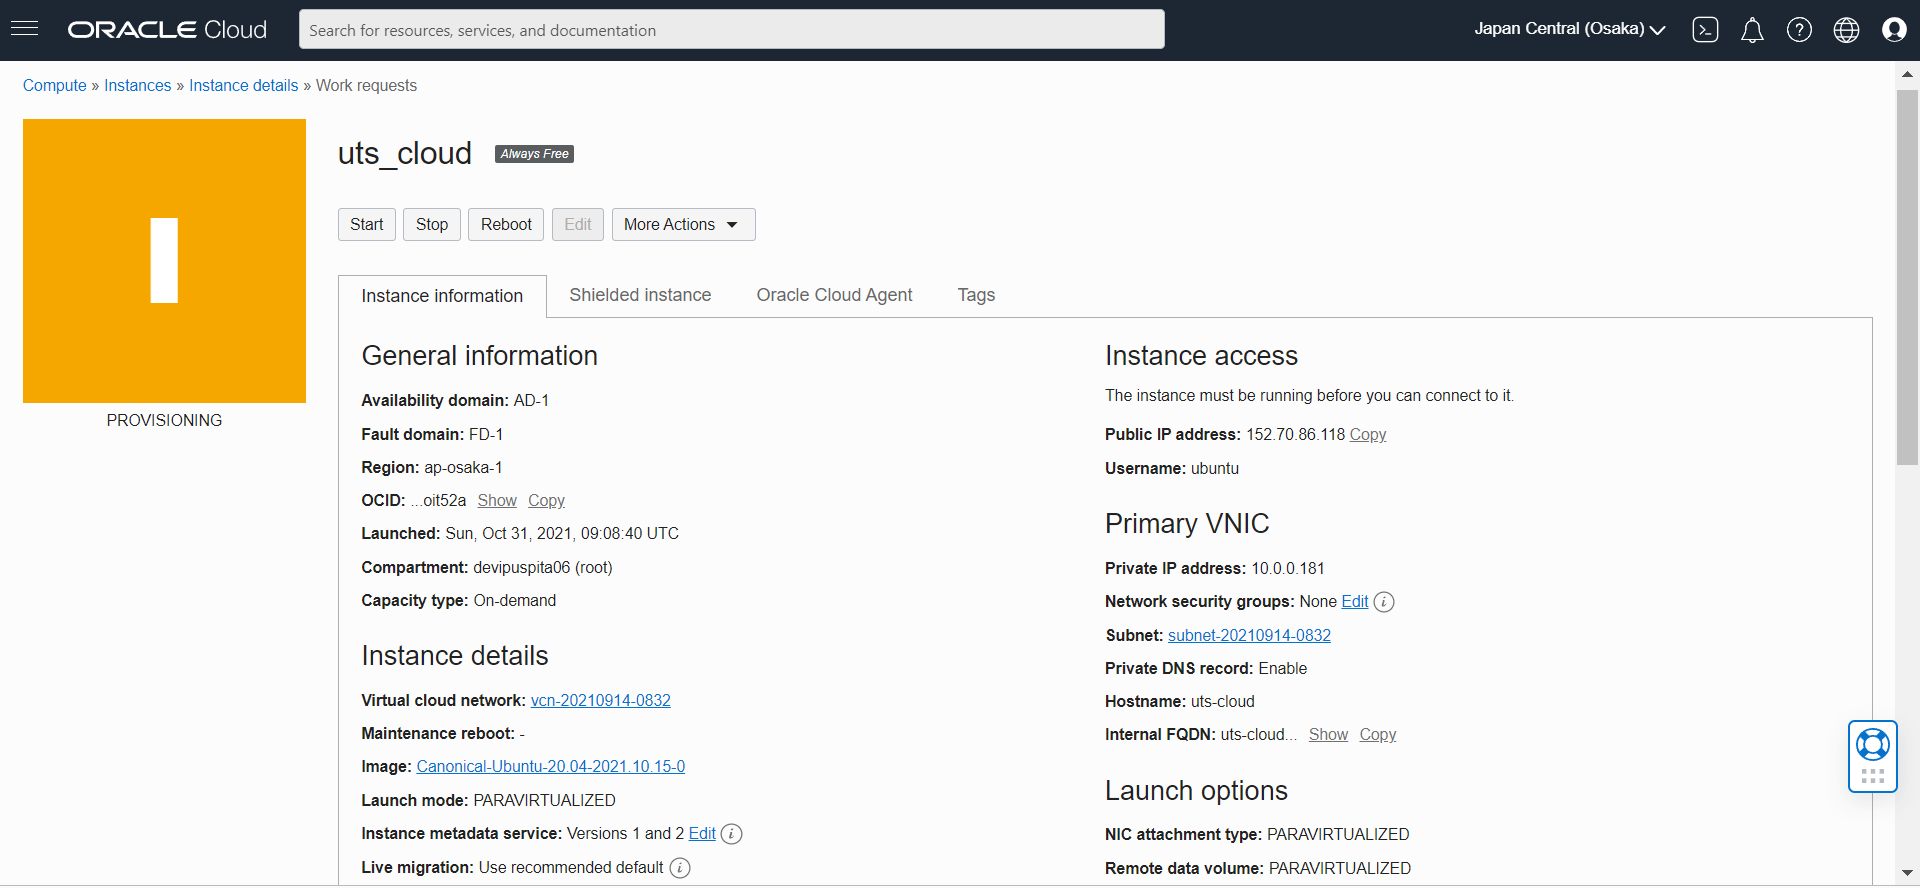 ORACLE Cloud
Search for resources, services, and documentation
Japan Central (Osaka)
Compute » Instances » Instance details » Work requests
PROVISIONING
uts_cloud Always Free
Start Stop Reboot Edit More Actions
Instance information Shielded instance Oracle Cloud Agent Tags
General information
Availability domain: AD-1
Fault domain: FD-1
Region: ap-osaka-1
OCID: ...oit52a Show Copy
Launched: Sun, Oct 31, 2021, 09:08:40 UTC
Compartment: devipuspita06 (root)
Capacity type: On-demand
Instance details
Virtual cloud network: vcn-20210914-0832
Maintenance reboot: -
Image: Canonical-Ubuntu-20.04-2021.10.15-0
Launch mode: PARAVIRTUALIZED
Instance metadata service: Versions 1 and 2 Edit i
Live migration: Use recommended default i
Instance access
The instance must be running before you can connect to it.
Public IP address: 152.70.86.118 Copy
Username: ubuntu
Primary VNIC
Private IP address: 10.0.0.181
Network security groups: None Edit i
Subnet: subnet-20210914-0832
Private DNS record: Enable
Hostname: uts-cloud
Internal FQDN: uts-cloud... Show Copy
Launch options
NIC attachment type: PARAVIRTUALIZED
Remote data volume: PARAVIRTUALIZED